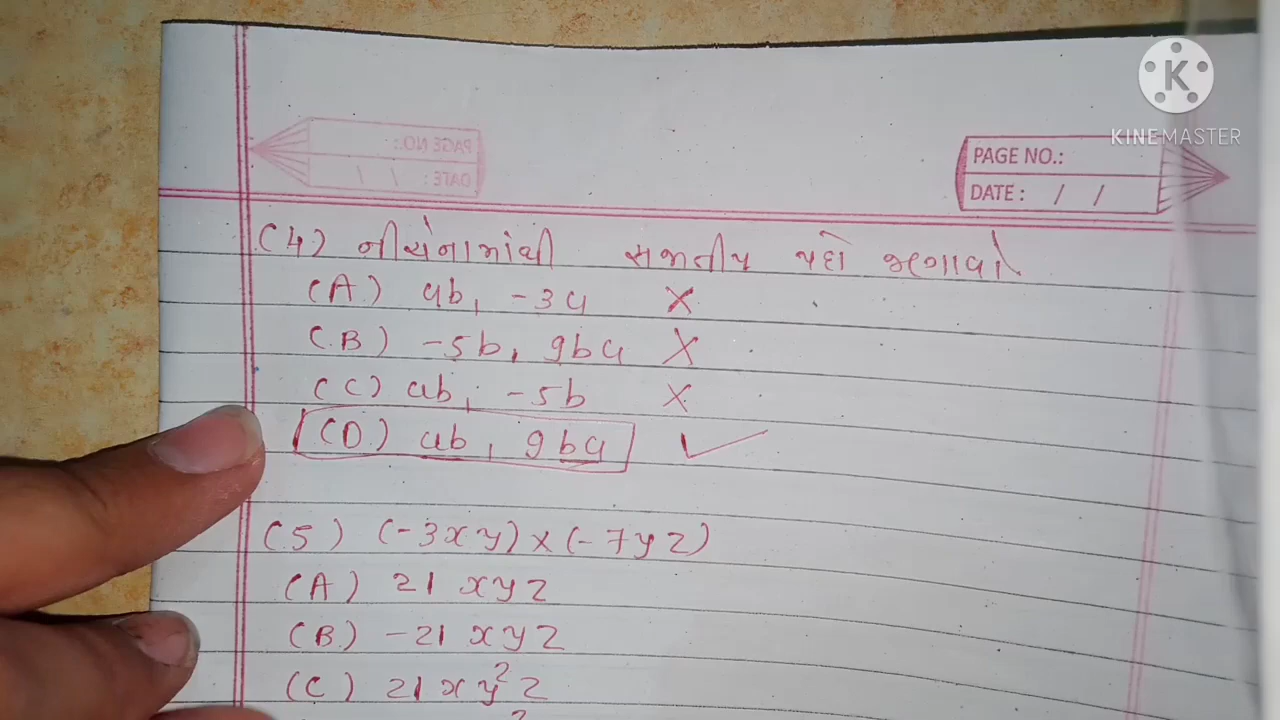 KINEMASTER
PAGE NO.:
DATE : / /
(4) નીચેનામાંથી સજાતીય પદો જણાવો.
(A) ab, -3a ×
(B) -5b, 9ba ×
(C) ab, -5b ×
(D) ab, 9ba ✓
(5) (-3xy) × (-7yz)
(A) 21 xyz
(B) -21 xyz
(C) 21 xy²z